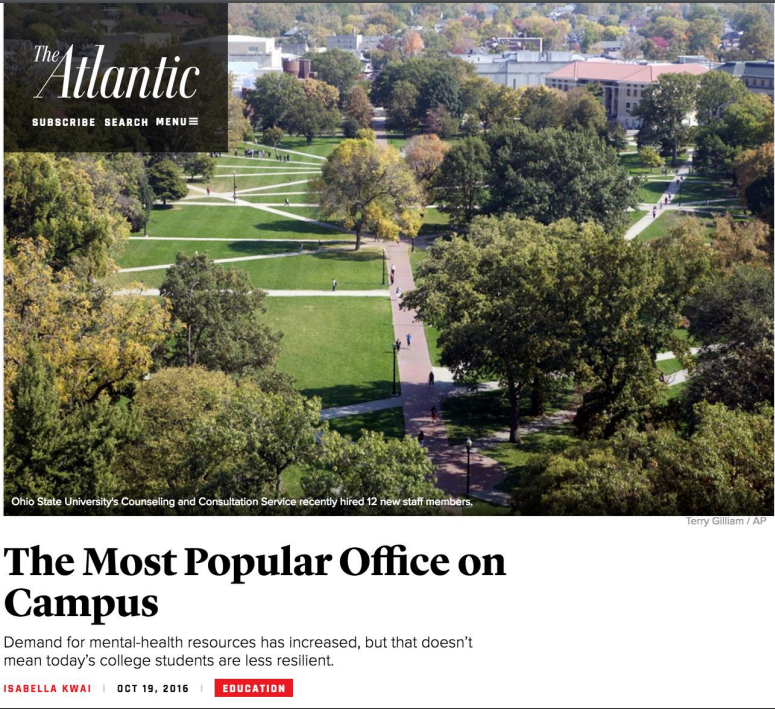 The Atlantic
SUBSCRIBE SEARCH MENU
Ohio State University's Counseling and Consultation Service recently hired 12 new staff members.
Terry Gilliam / AP
The Most Popular Office on
Campus
Demand for mental-health resources has increased, but that doesn't
mean today's college students are less resilient.
ISABELLA KWAI | OCT 19, 2016 | EDUCATION